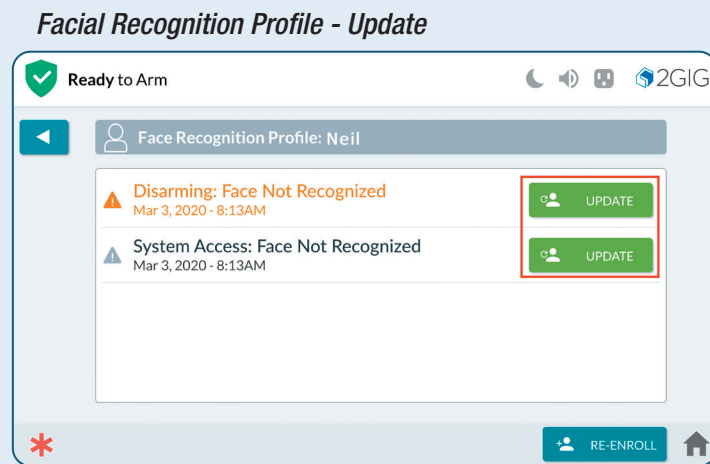 Facial Recognition Profile - Update
Ready to Arm
2GIG
Face Recognition Profile: Neil
Disarming: Face Not Recognized
Mar 3, 2020 - 8:13AM
UPDATE
System Access: Face Not Recognized
Mar 3, 2020 - 8:13AM
UPDATE
RE-ENROLL